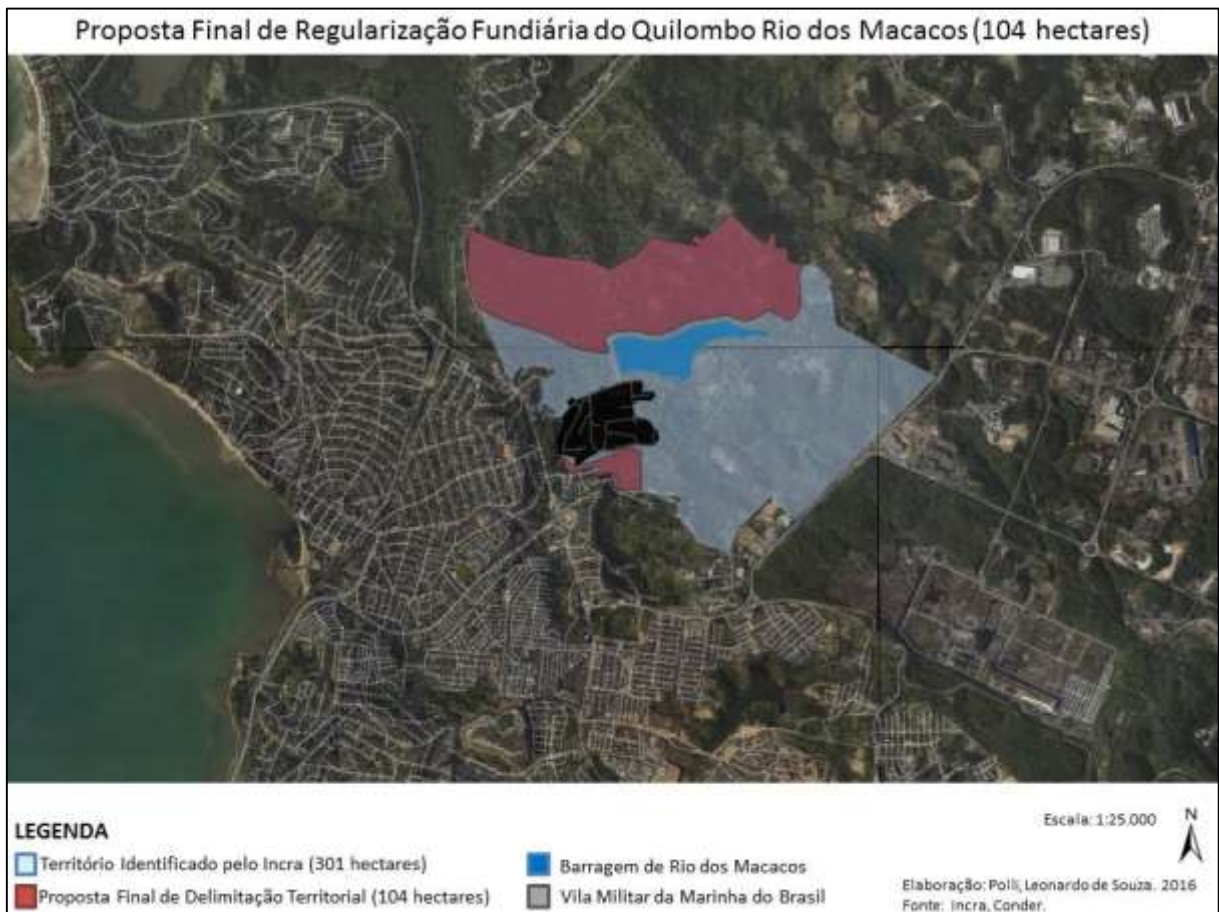 Proposta Final de Regularização Fundiária do Quilombo Rio dos Macacos (104 hectares)
LEGENDA
Território Identificado pelo Incra (301 hectares)
Proposta Final de Delimitação Territorial (104 hectares)
Barragem de Rio dos Macacos
Vila Militar da Marinha do Brasil
Escala: 1:25.000
N
Elaboração: Polli, Leonardo de Souza. 2016
Fonte: Incra, Conder.